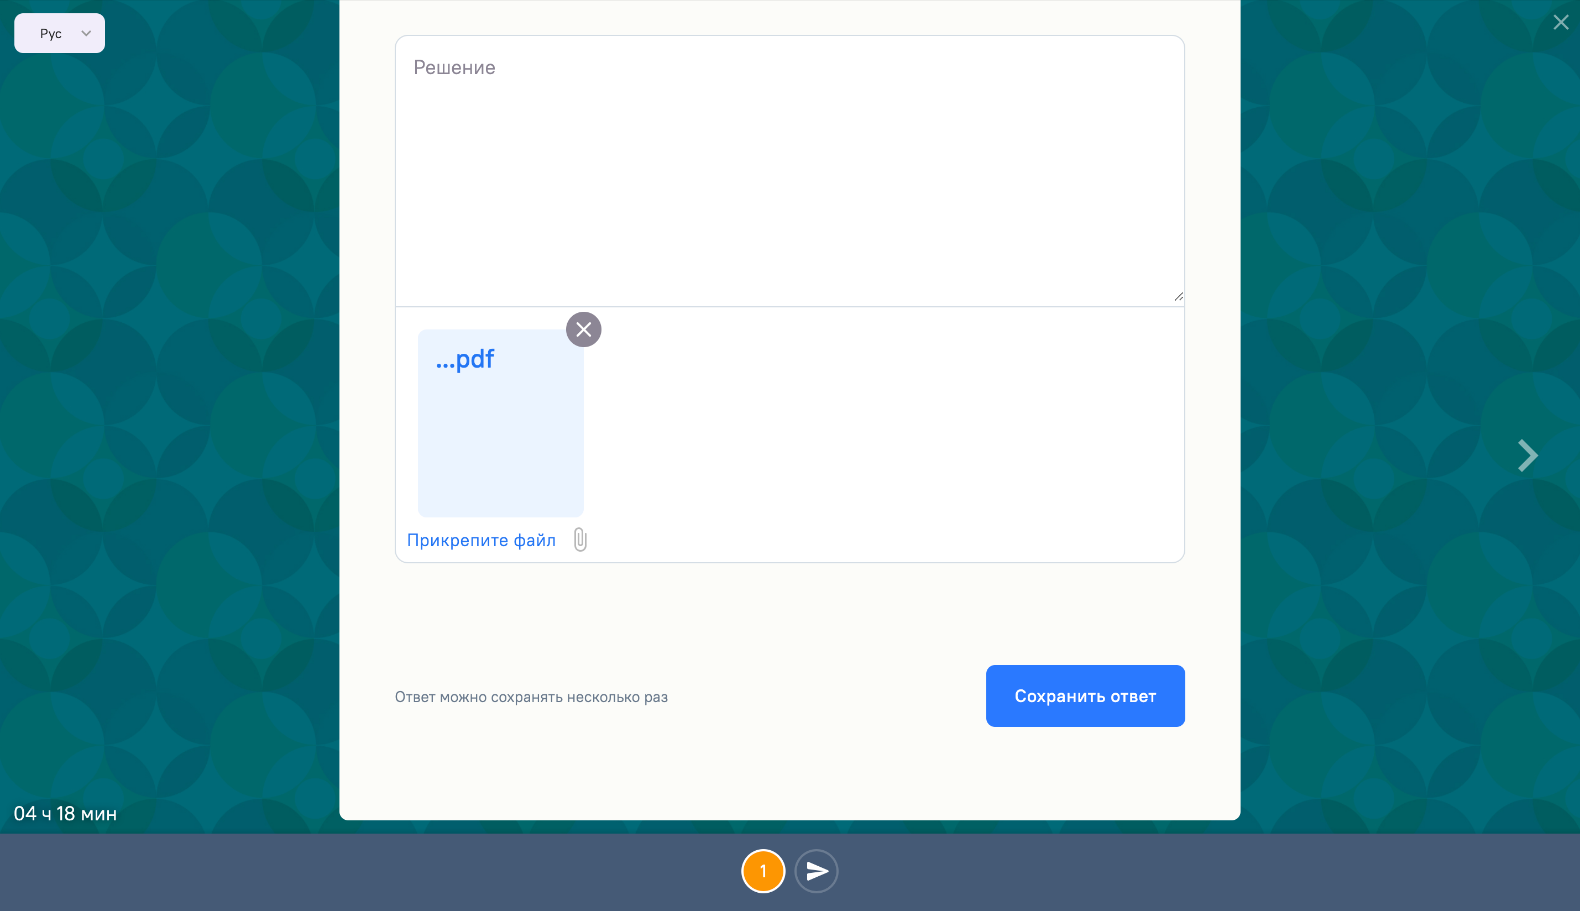 Рус
Решение
...pdf
Прикрепите файл
Ответ можно сохранять несколько раз
Сохранить ответ
04 ч 18 мин
1